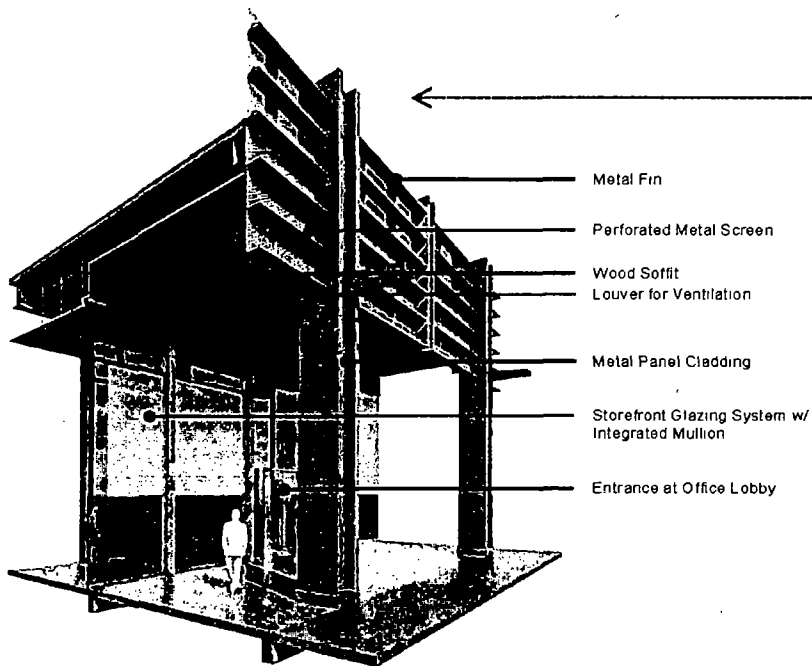 Metal Fin
Perforated Metal Screen
Wood Soffit
Louver for Ventilation
Metal Panel Cladding
Storefront Glazing System w/
Integrated Mullion
Entrance at Office Lobby